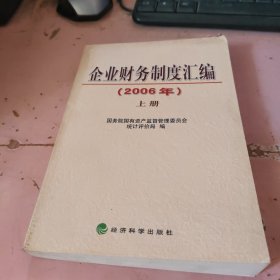 企业财务制度汇编
(2006年)
上册
国务院国有资产监督管理委员会
统计评价局 编
经济科学出版社